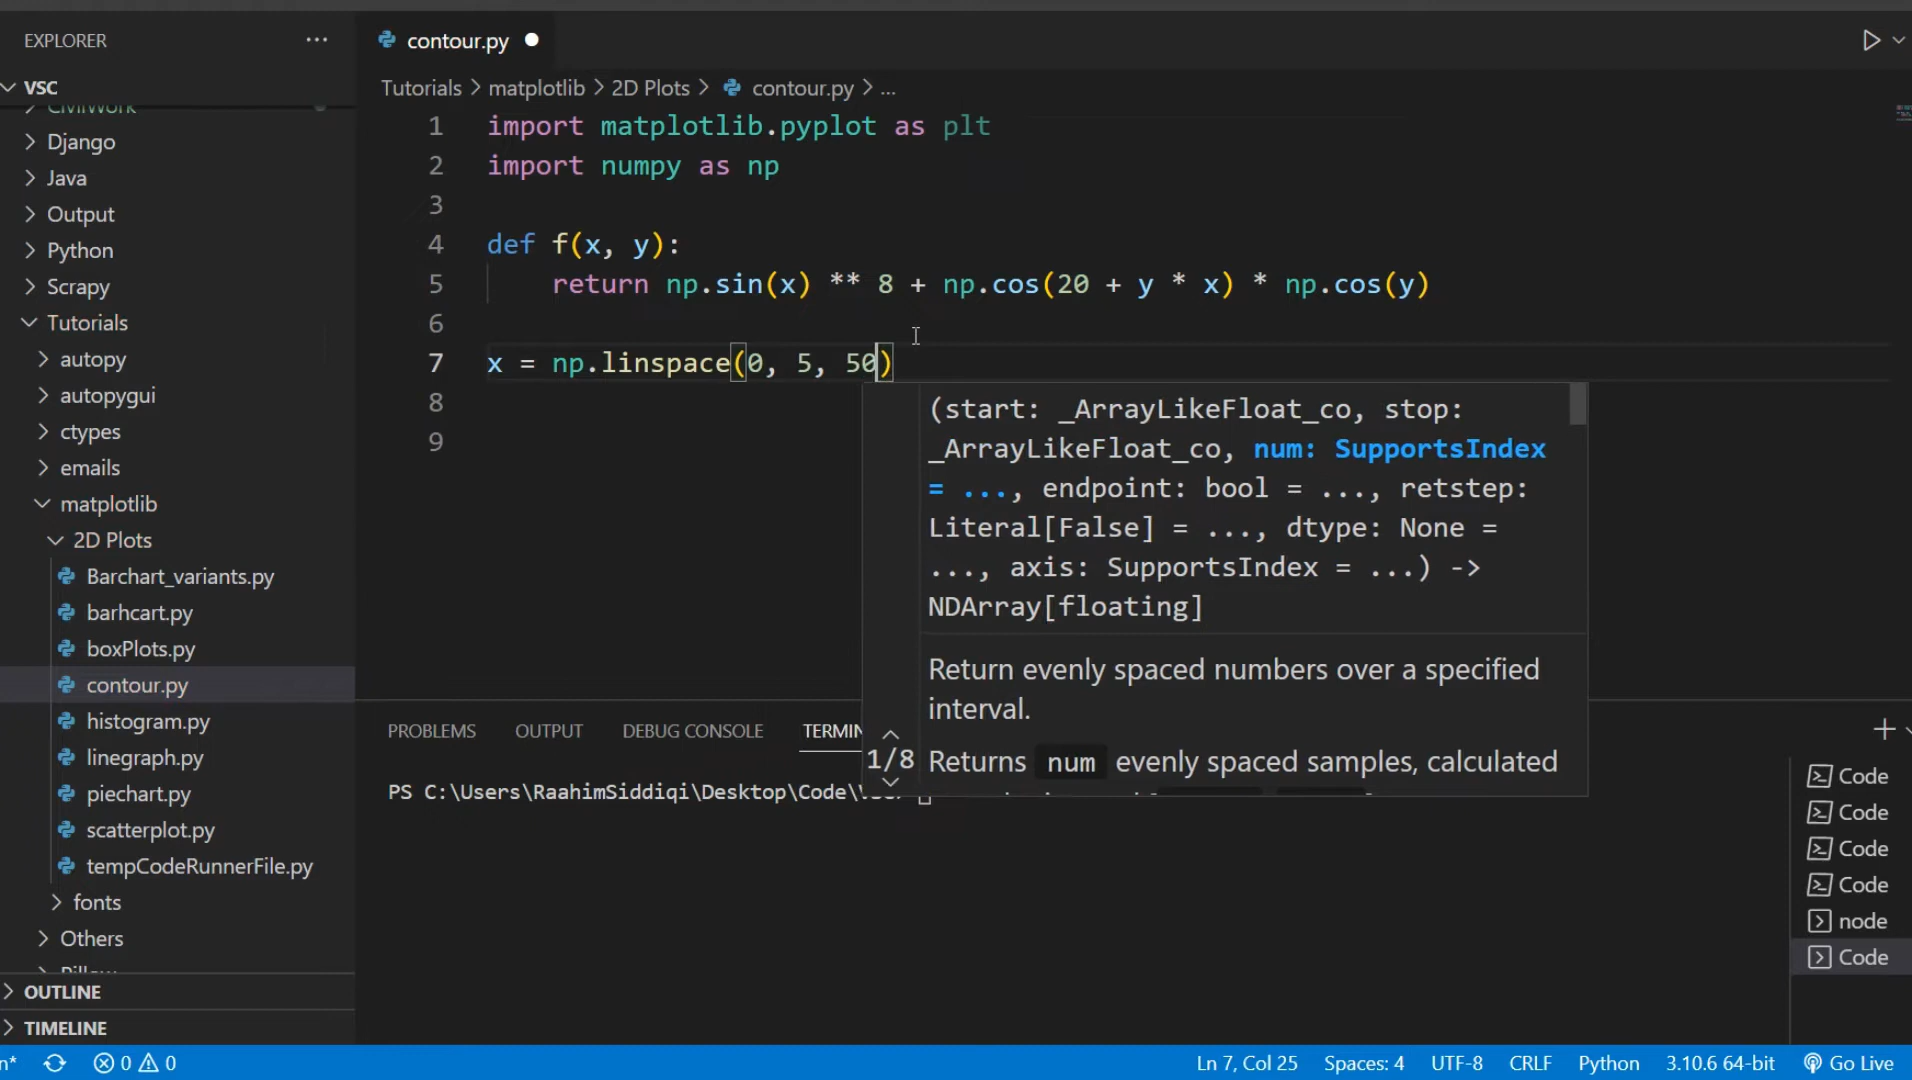 EXPLORER
VSC
CivilWork
Django
Java
Output
Python
Scrapy
Tutorials
autopy
autopygui
ctypes
emails
matplotlib
2D Plots
Barchart_variants.py
barhcart.py
boxPlots.py
contour.py
histogram.py
linegraph.py
piechart.py
scatterplot.py
tempCodeRunnerFile.py
fonts
Others
OUTLINE
TIMELINE
contour.py
Tutorials > matplotlib > 2D Plots > contour.py > ...
1 import matplotlib.pyplot as plt
2 import numpy as np
3
4 def f(x, y):
5 return np.sin(x) ** 8 + np.cos(20 + y * x) * np.cos(y)
6
7 x = np.linspace(0, 5, 50)
8
9
(start: _ArrayLikeFloat_co, stop:
_ArrayLikeFloat_co, num: SupportsIndex
= ..., endpoint: bool = ..., retstep:
Literal[False] = ..., dtype: None =
..., axis: SupportsIndex = ...) ->
NDArray[floating]
Return evenly spaced numbers over a specified
interval.
1/8
Returns num evenly spaced samples, calculated
PROBLEMS OUTPUT DEBUG CONSOLE TERMIN
PS C:\Users\RaahimSiddiqi\Desktop\Code\
Code
Code
Code
Code
node
Code
n* 0 0 Ln 7, Col 25 Spaces: 4 UTF-8 CRLF Python 3.10.6 64-bit Go Live